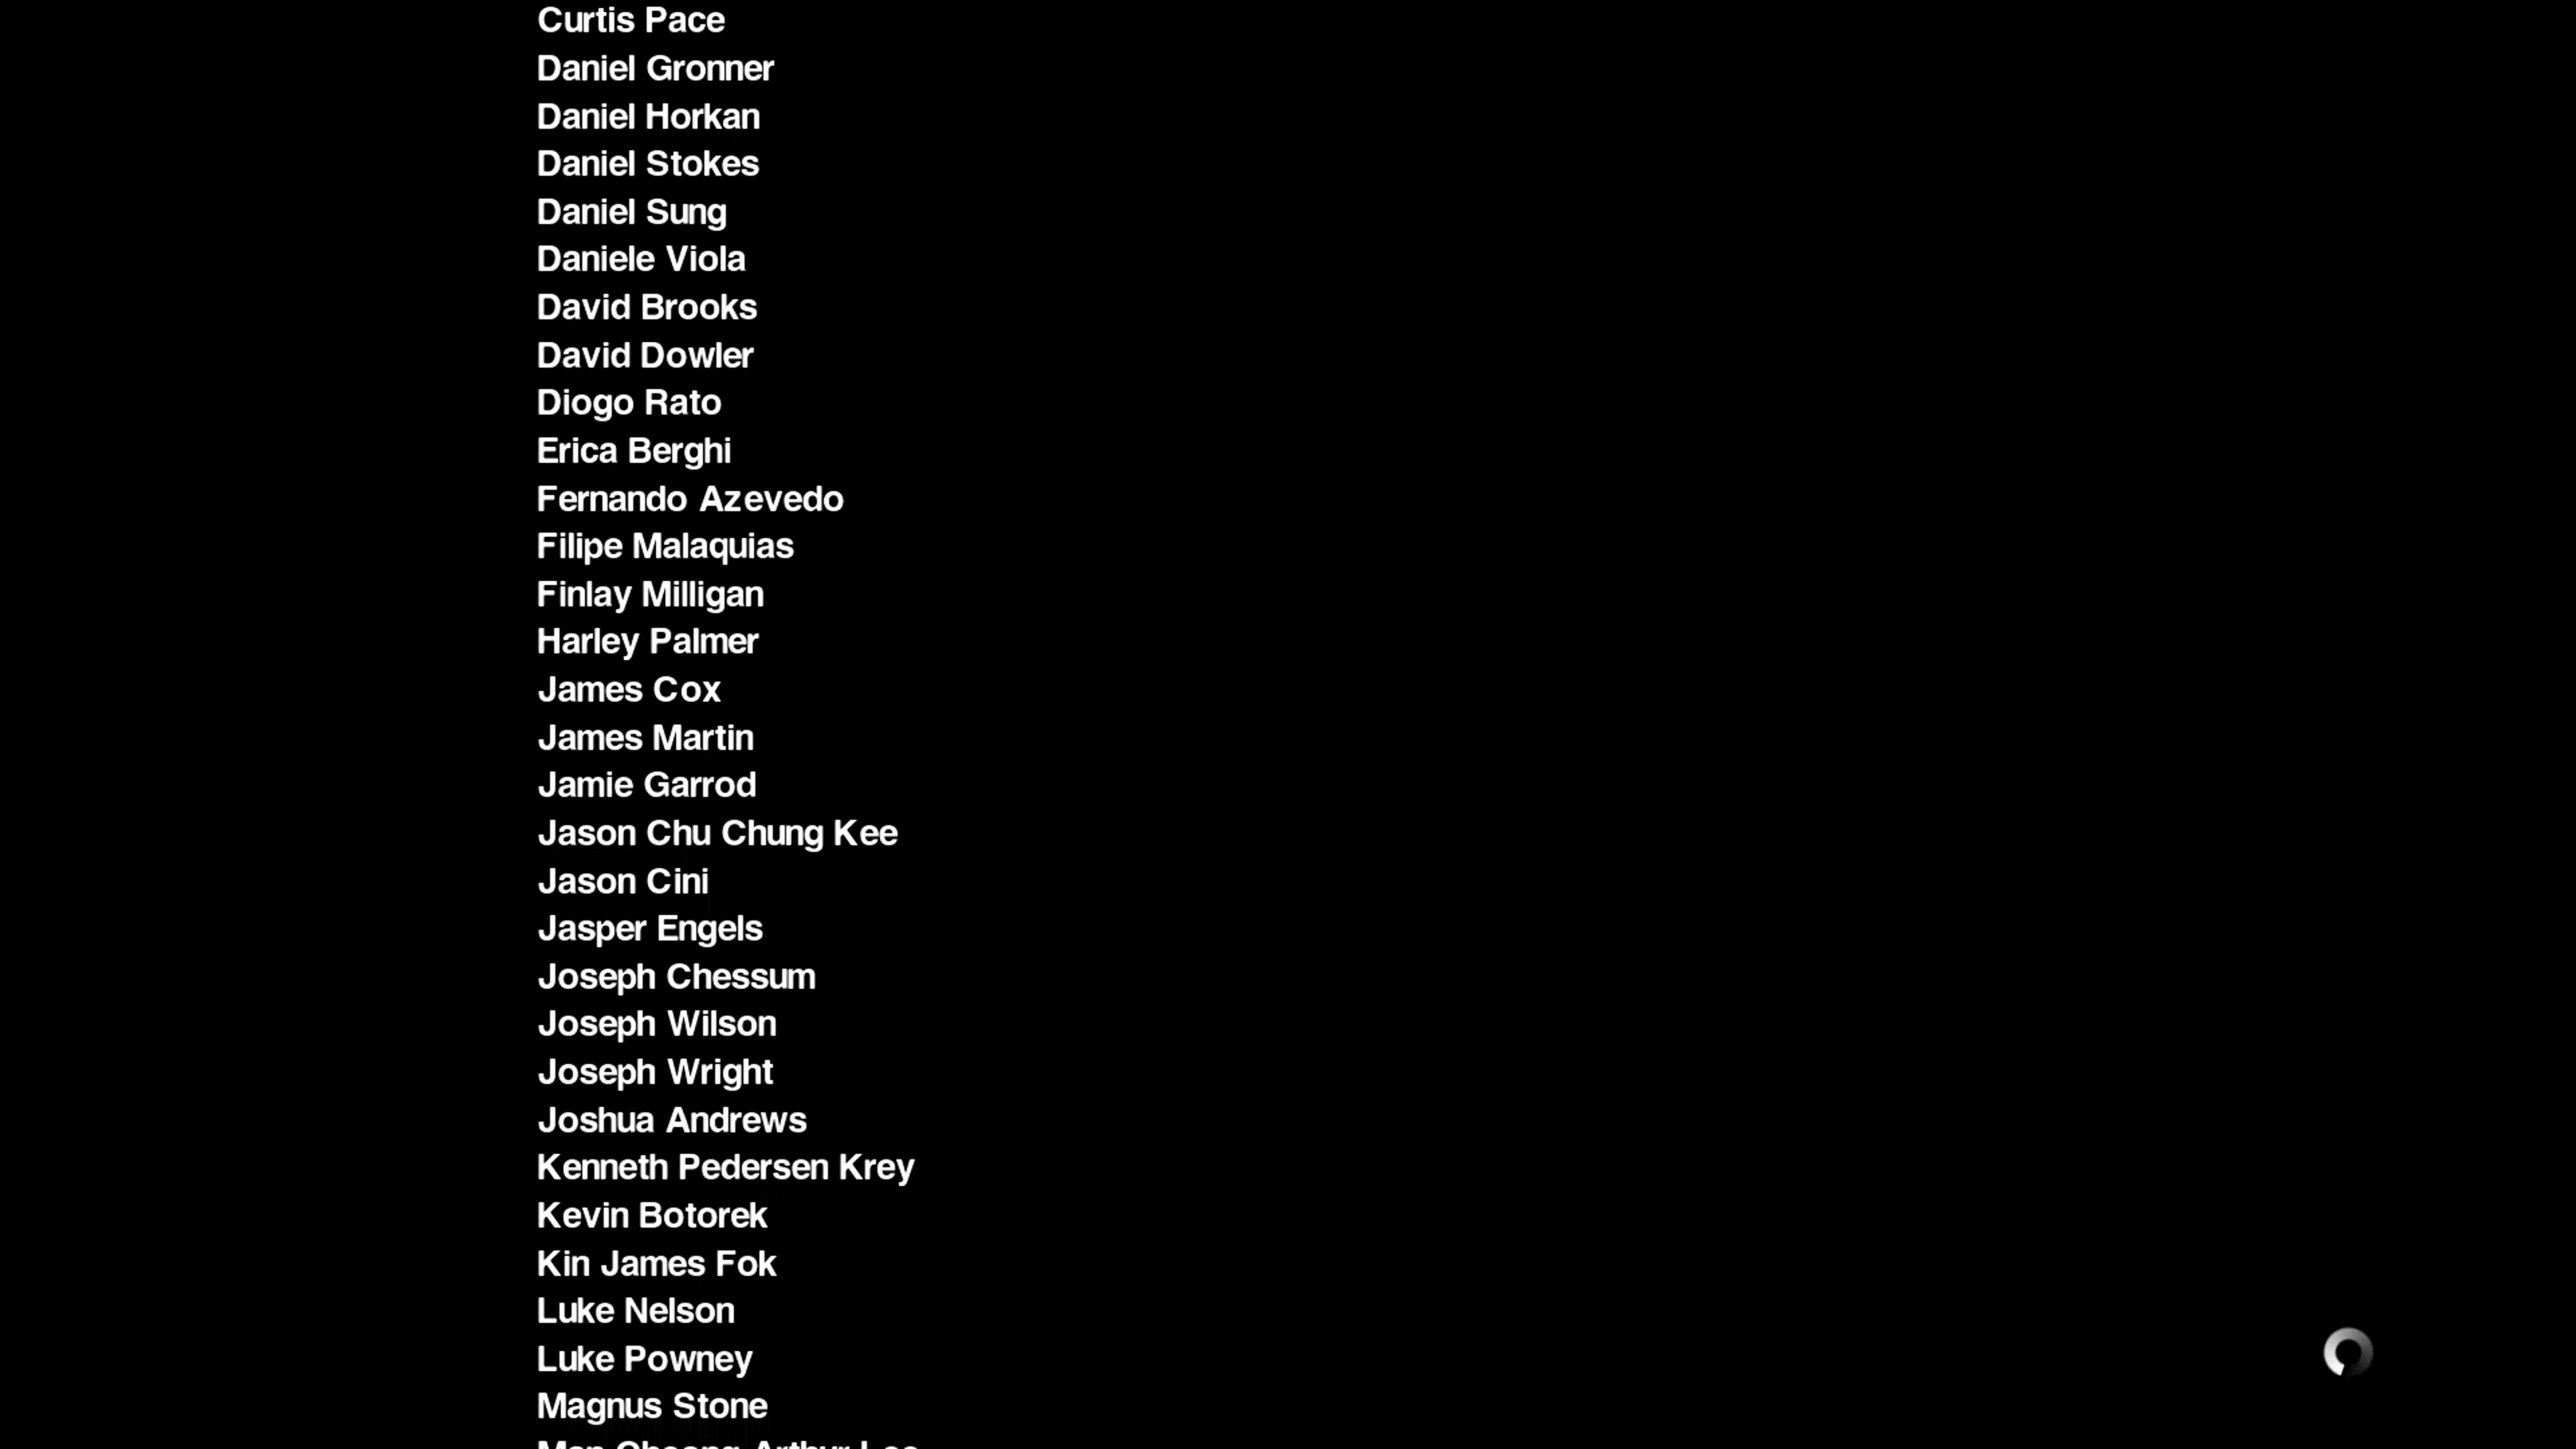 Curtis Pace
Daniel Gronner
Daniel Horkan
Daniel Stokes
Daniel Sung
Daniele Viola
David Brooks
David Dowler
Diogo Rato
Erica Berghi
Fernando Azevedo
Filipe Malaquias
Finlay Milligan
Harley Palmer
James Cox
James Martin
Jamie Garrod
Jason Chu Chung Kee
Jason Cini
Jasper Engels
Joseph Chessum
Joseph Wilson
Joseph Wright
Joshua Andrews
Kenneth Pedersen Krey
Kevin Botorek
Kin James Fok
Luke Nelson
Luke Powney
Magnus Stone